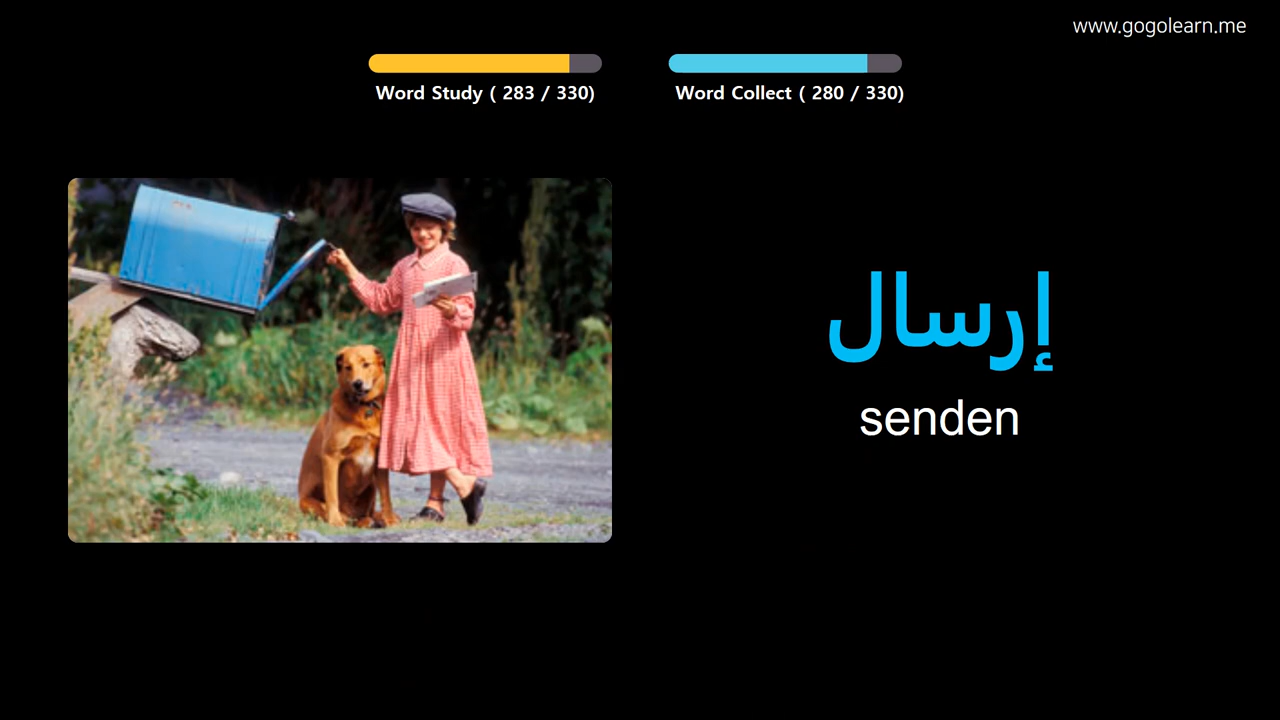 www.gogolearn.me
Word Study ( 283 / 330)
Word Collect ( 280 / 330)
إرسال
senden